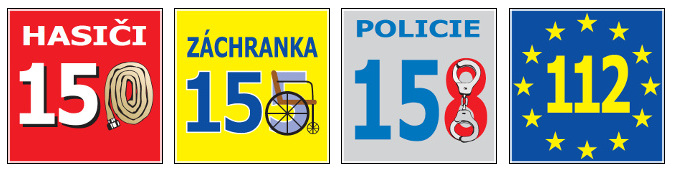 HASIČI
150
ZÁCHRANKA
155
POLICIE
158
112